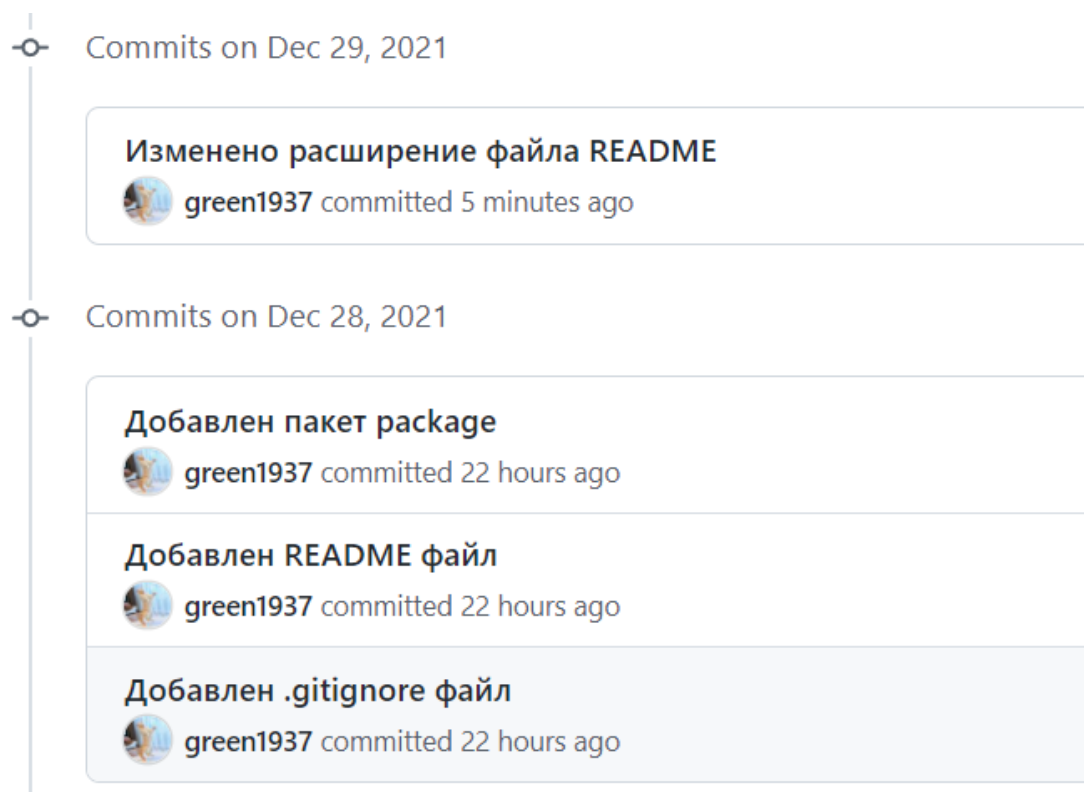 Commits on Dec 29, 2021
Изменено расширение файла README
green1937 committed 5 minutes ago
Commits on Dec 28, 2021
Добавлен пакет package
green1937 committed 22 hours ago
Добавлен README файл
green1937 committed 22 hours ago
Добавлен .gitignore файл
green1937 committed 22 hours ago